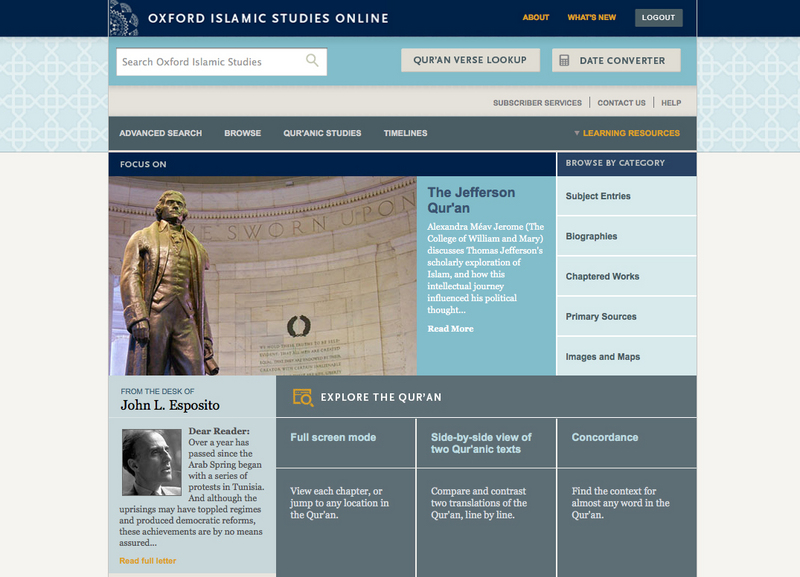 OXFORD ISLAMIC STUDIES ONLINE
ABOUT
WHAT'S NEW
LOGOUT
Search Oxford Islamic Studies
QUR'AN VERSE LOOKUP
DATE CONVERTER
SUBSCRIBER SERVICES
CONTACT US
HELP
ADVANCED SEARCH
BROWSE
QUR'ANIC STUDIES
TIMELINES
LEARNING RESOURCES
FOCUS ON
E SWORN UPON
The Jefferson
Qur'an
Alexandra Méav Jerome (The
College of William and Mary)
discusses Thomas Jefferson's
scholarly exploration of
Islam, and how this
intellectual journey
influenced his political
thought...
Read More
BROWSE BY CATEGORY
Subject Entries
Biographies
Chaptered Works
Primary Sources
Images and Maps
FROM THE DESK OF
John L. Esposito
Dear Reader:
Over a year has
passed since the
Arab Spring began
with a series of
protests in Tunisia.
And although the
uprisings may have toppled regimes
and produced democratic reforms,
these achievements are by no means
assured...
Read full letter
EXPLORE THE QUR'AN
Full screen mode
View each chapter, or
jump to any location in
the Qur'an.
Side-by-side view of
two Qur'anic texts
Compare and contrast
two translations of the
Qur'an, line by line.
Concordance
Find the context for
almost any word in the
Qur'an.